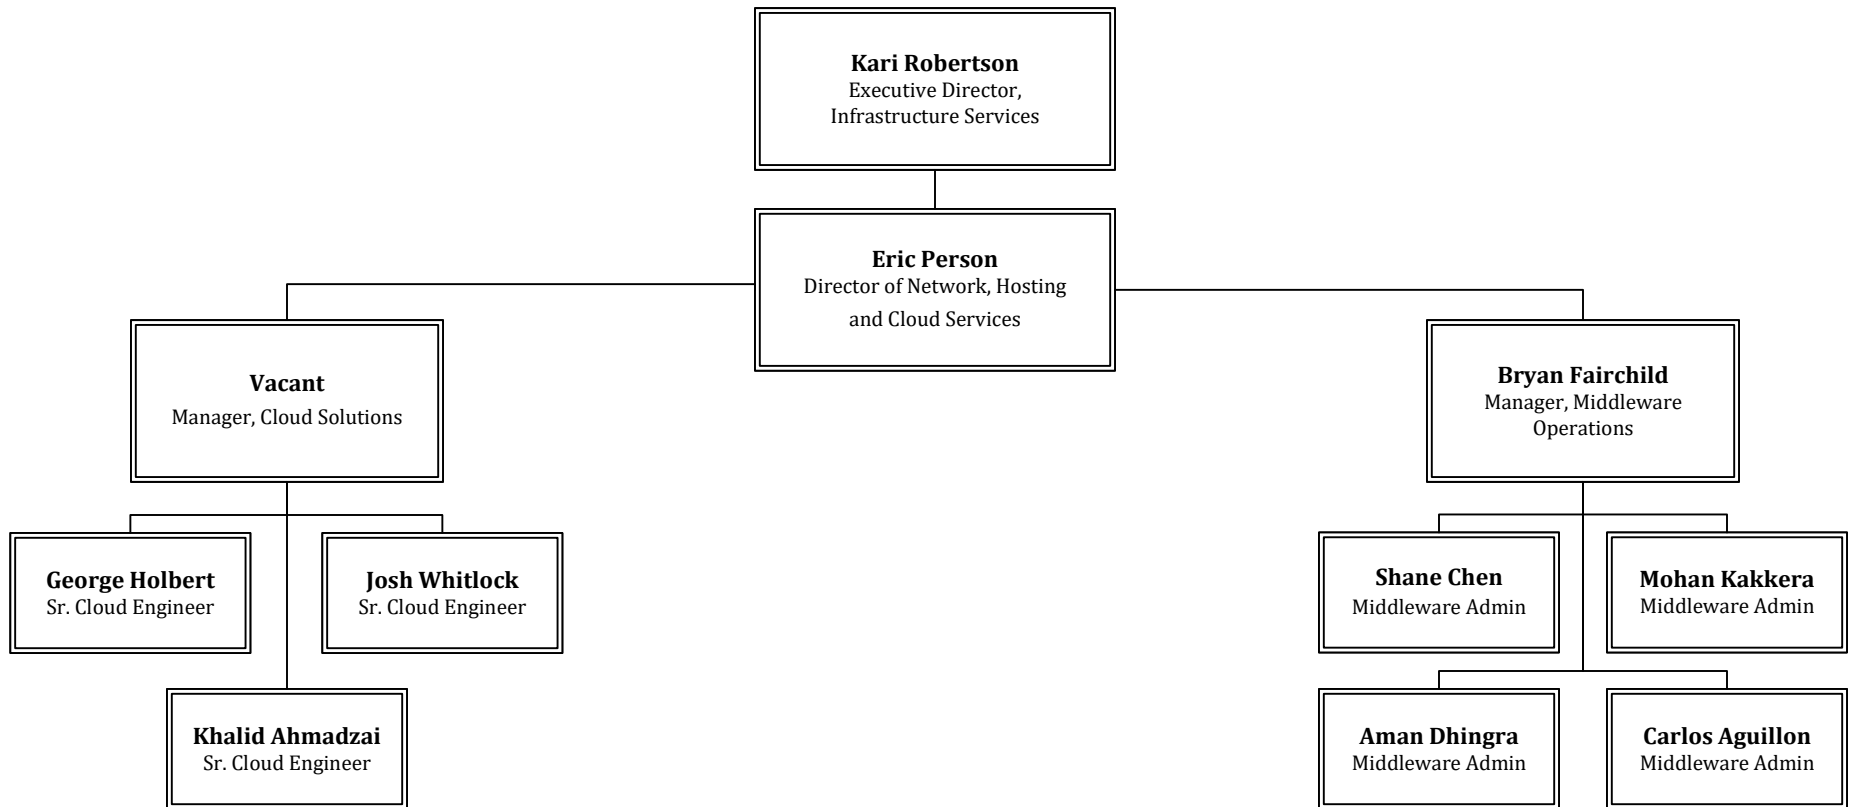 Kari Robertson
Executive Director,
Infrastructure Services
Eric Person
Director of Network, Hosting
and Cloud Services
Vacant
Manager, Cloud Solutions
Bryan Fairchild
Manager, Middleware
Operations
George Holbert
Sr. Cloud Engineer
Josh Whitlock
Sr. Cloud Engineer
Shane Chen
Middleware Admin
Mohan Kakkera
Middleware Admin
Khalid Ahmadzai
Sr. Cloud Engineer
Aman Dhingra
Middleware Admin
Carlos Aguillon
Middleware Admin